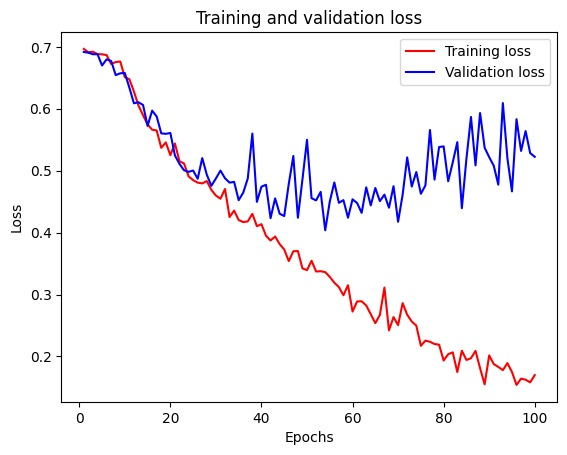 Training and validation loss
Training loss
Validation loss
0.7
0.6
0.5
0.4
0.3
0.2
Loss
0
20
40
60
80
100
Epochs